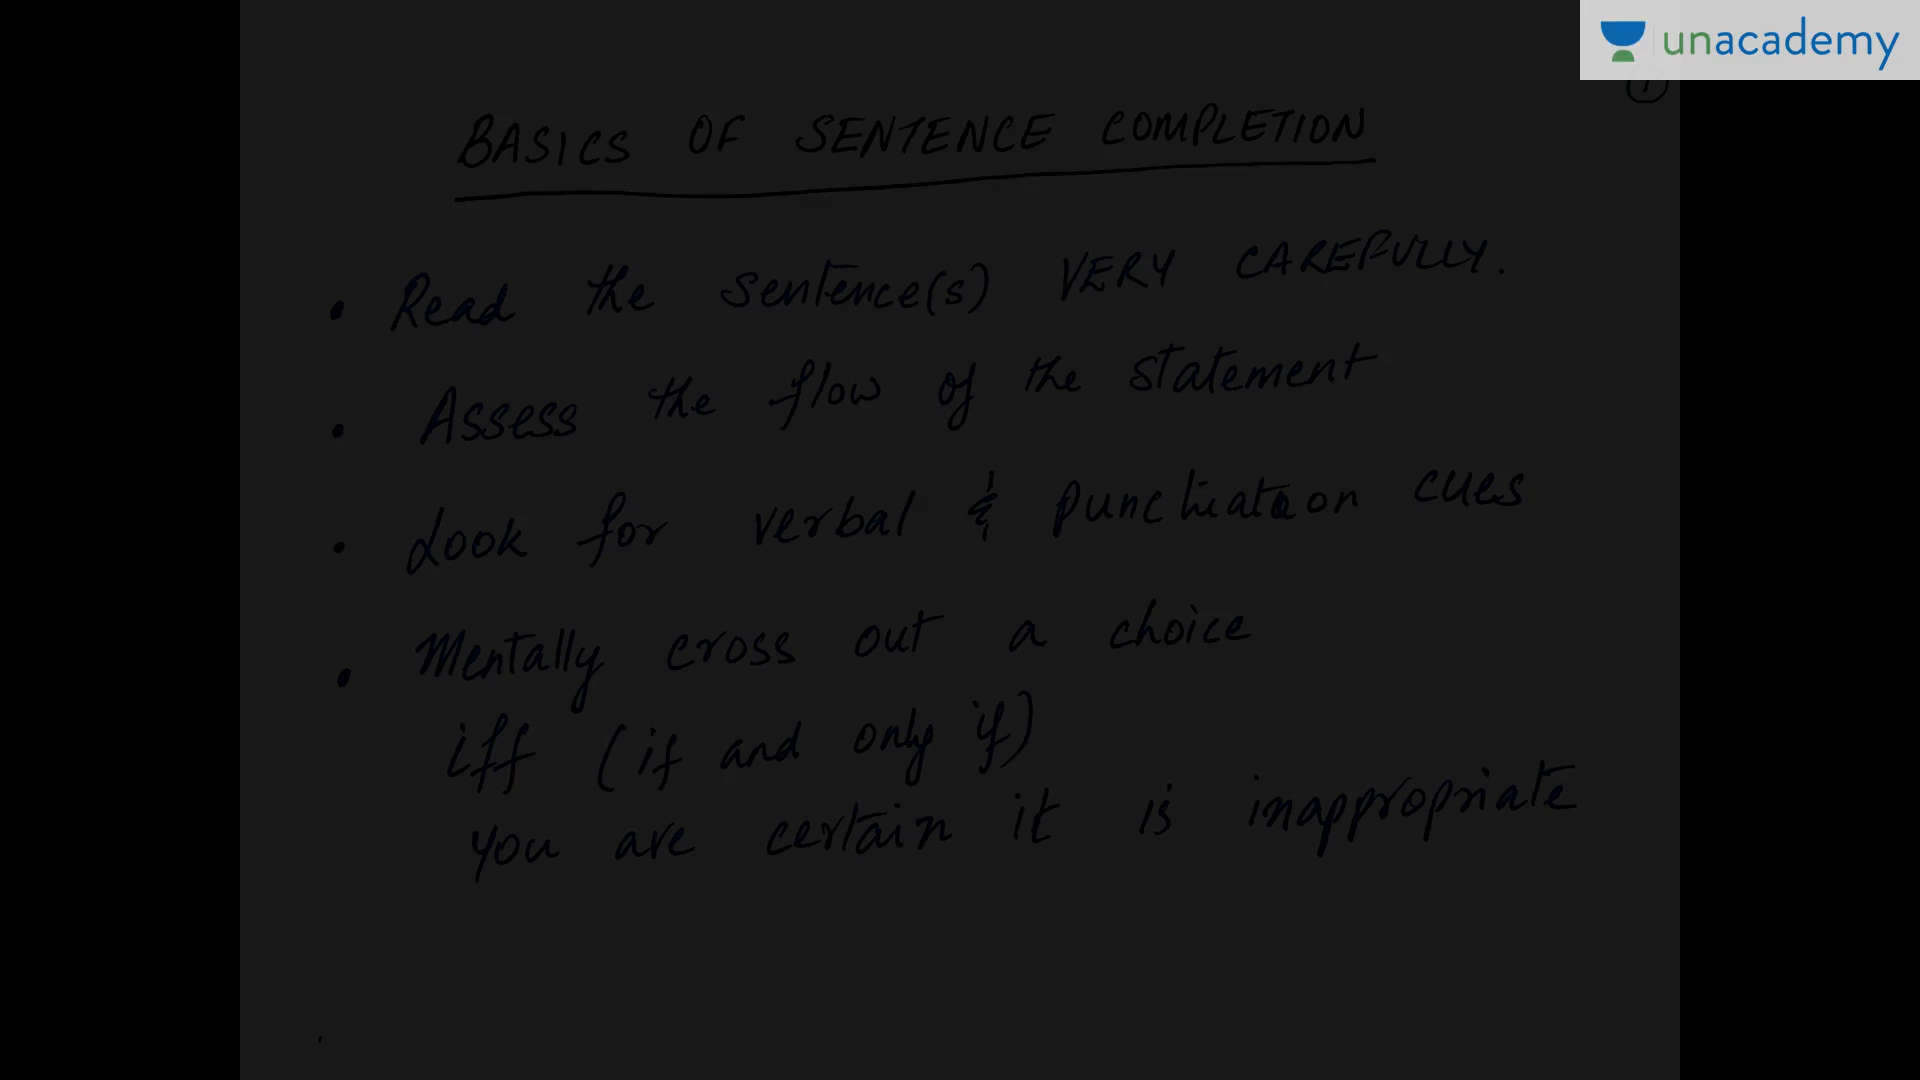 unacademy
1
BASICS OF SENTENCE COMPLETION
• Read the sentence(s) VERY CAREFULLY.
• Assess the flow of the statement
• Look for verbal & punctuation cues
• Mentally cross out a choice
iff (if and only if)
you are certain it is inappropriate